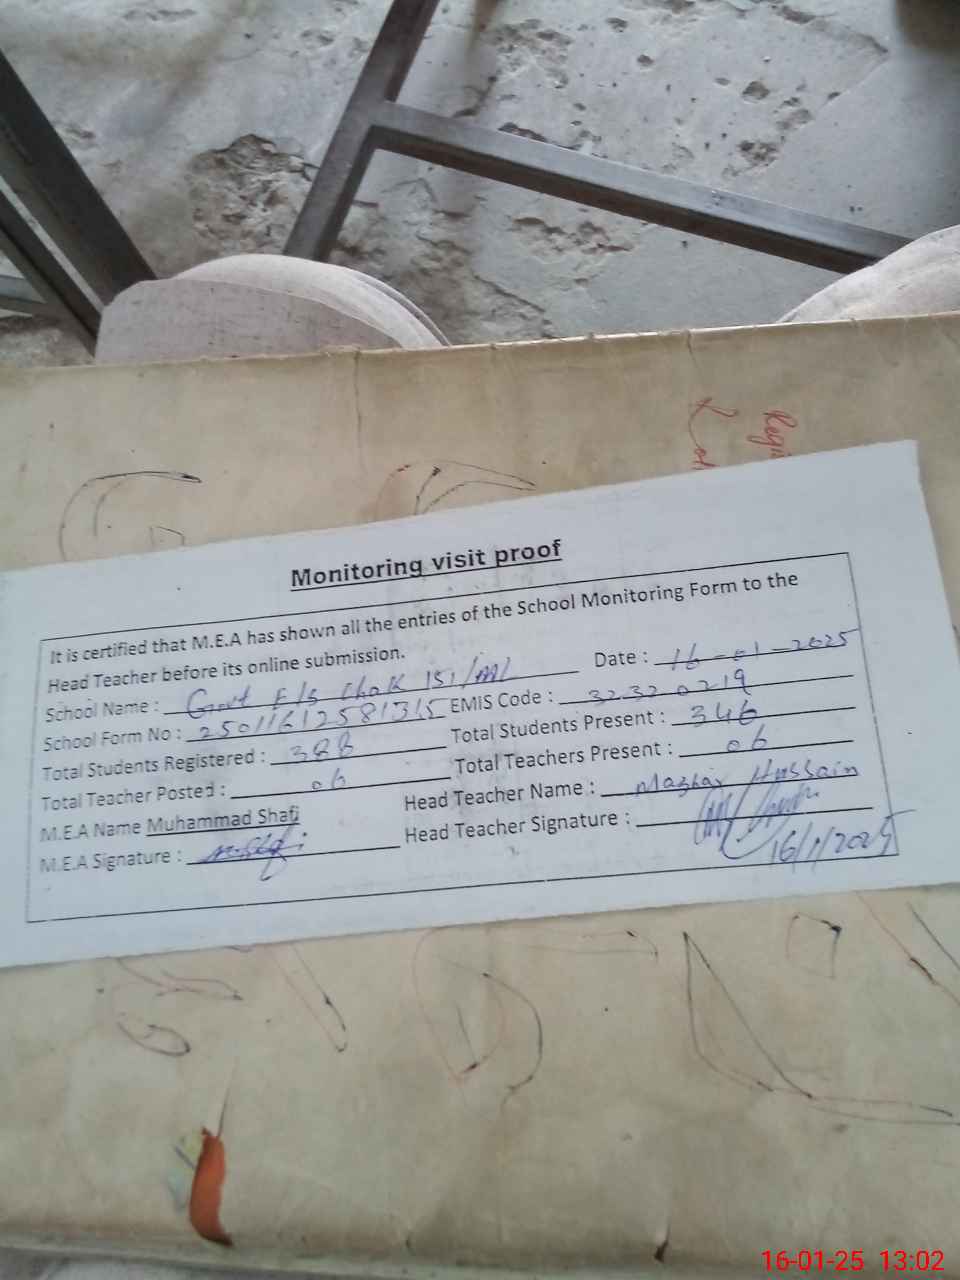 Regis
Monitoring visit proof
It is certified that M.E.A has shown all the entries of the School Monitoring Form to the
Head Teacher before its online submission.
Date : 16-01-2025
School Name : Govt E/S Chak 151/ML
EMIS Code : 32320219
School Form No : 25011612581315
Total Students Present : 346
Total Students Registered : 388
Total Teachers Present : 06
Total Teacher Posted : 06
Head Teacher Name : Mazhar Hussain
M.E.A Name Muhammad Shafi
Head Teacher Signature :
M.E.A Signature :
16/1/2025
16-01-25 13:02